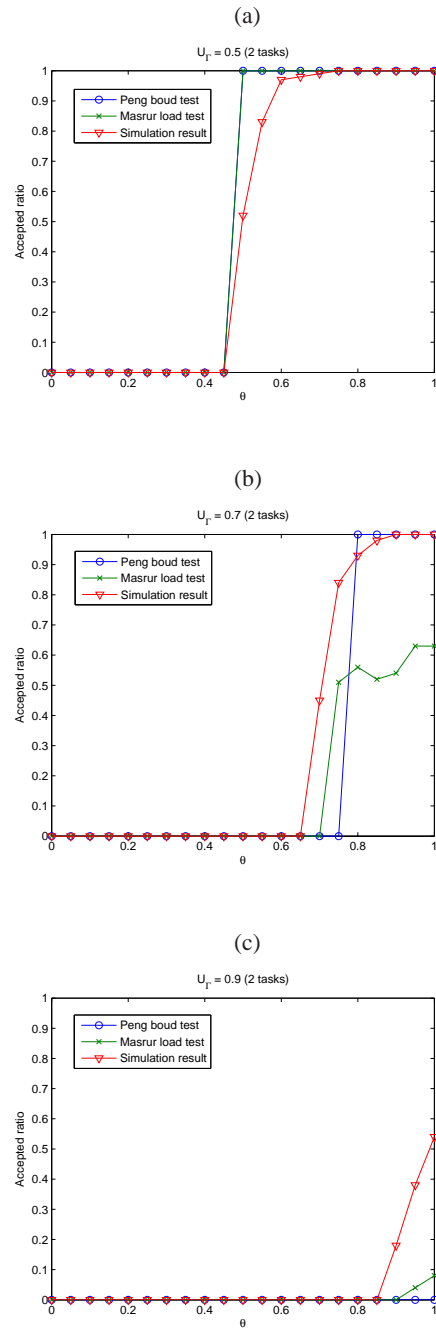 (a)
U_Γ = 0.5 (2 tasks)
1
0.9
0.8
0.7
0.6
0.5
0.4
0.3
0.2
0.1
0
Accepted ratio
Peng boud test
Masrur load test
Simulation result
0 0.2 0.4 0.6 0.8 1
θ
(b)
U_Γ = 0.7 (2 tasks)
1
0.9
0.8
0.7
0.6
0.5
0.4
0.3
0.2
0.1
0
Accepted ratio
Peng boud test
Masrur load test
Simulation result
0 0.2 0.4 0.6 0.8 1
θ
(c)
U_Γ = 0.9 (2 tasks)
1
0.9
0.8
0.7
0.6
0.5
0.4
0.3
0.2
0.1
0
Accepted ratio
Peng boud test
Masrur load test
Simulation result
0 0.2 0.4 0.6 0.8 1
θ